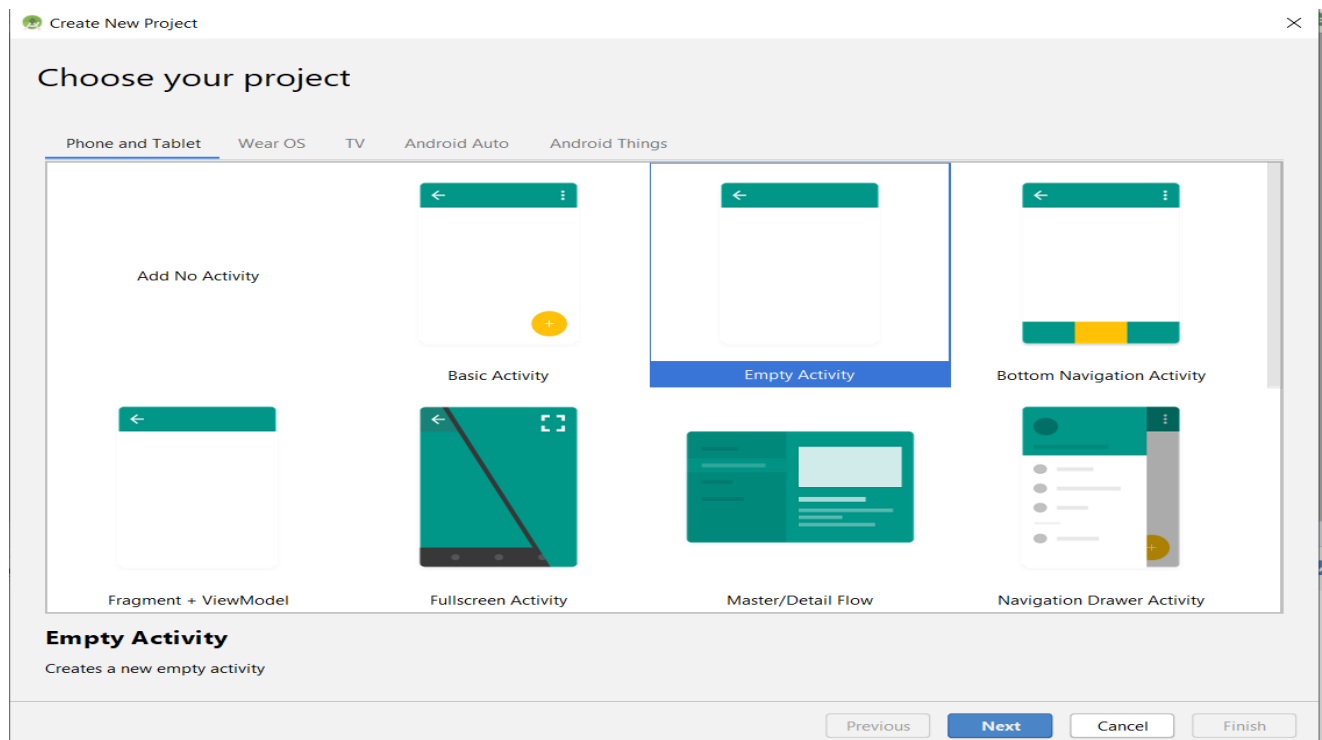 Create New Project
Choose your project
Phone and Tablet Wear OS TV Android Auto Android Things
Add No Activity
Basic Activity
Empty Activity
Bottom Navigation Activity
Fragment + ViewModel
Fullscreen Activity
Master/Detail Flow
Navigation Drawer Activity
Empty Activity
Creates a new empty activity
Previous Next Cancel Finish